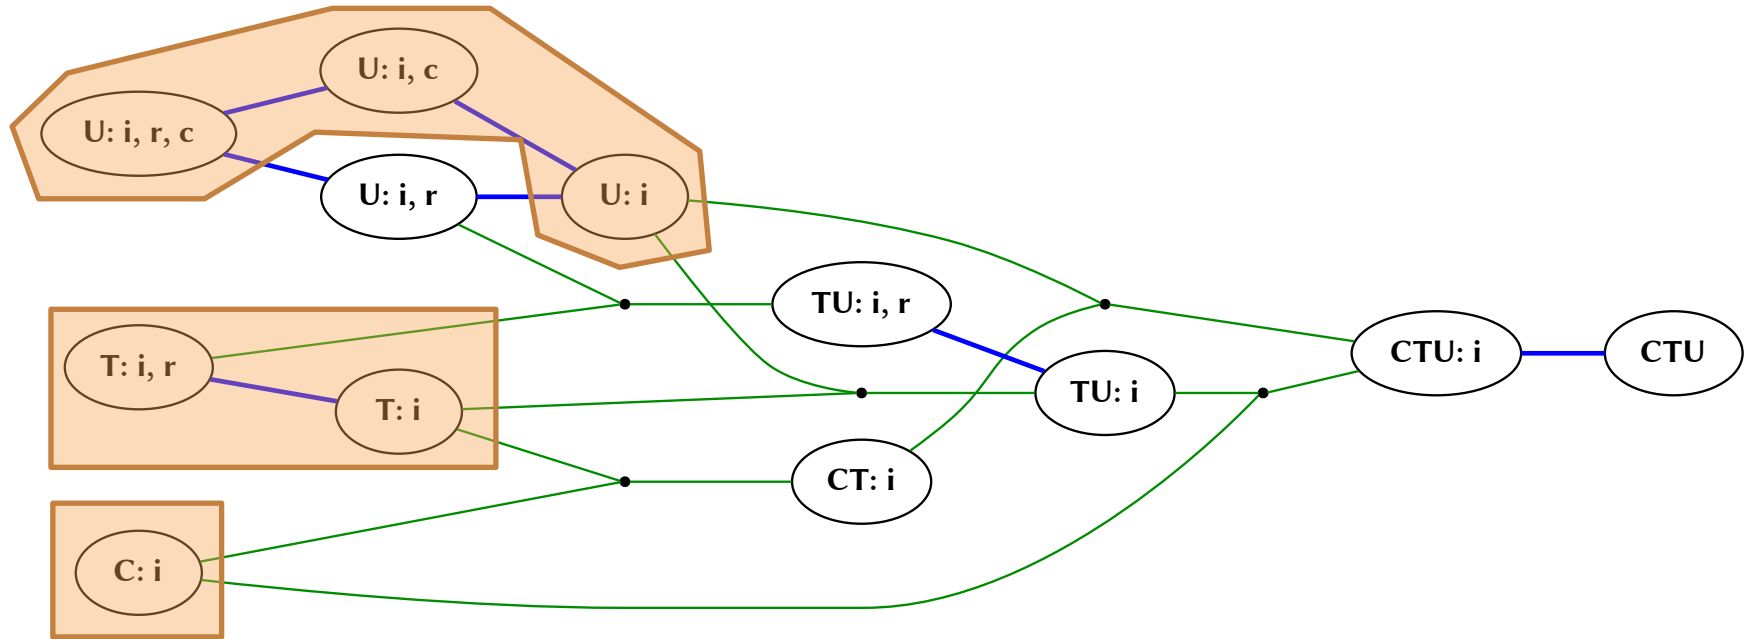 U: i, c
U: i, r, c
U: i, r
U: i
TU: i, r
T: i, r
T: i
TU: i
CTU: i
CTU
CT: i
C: i